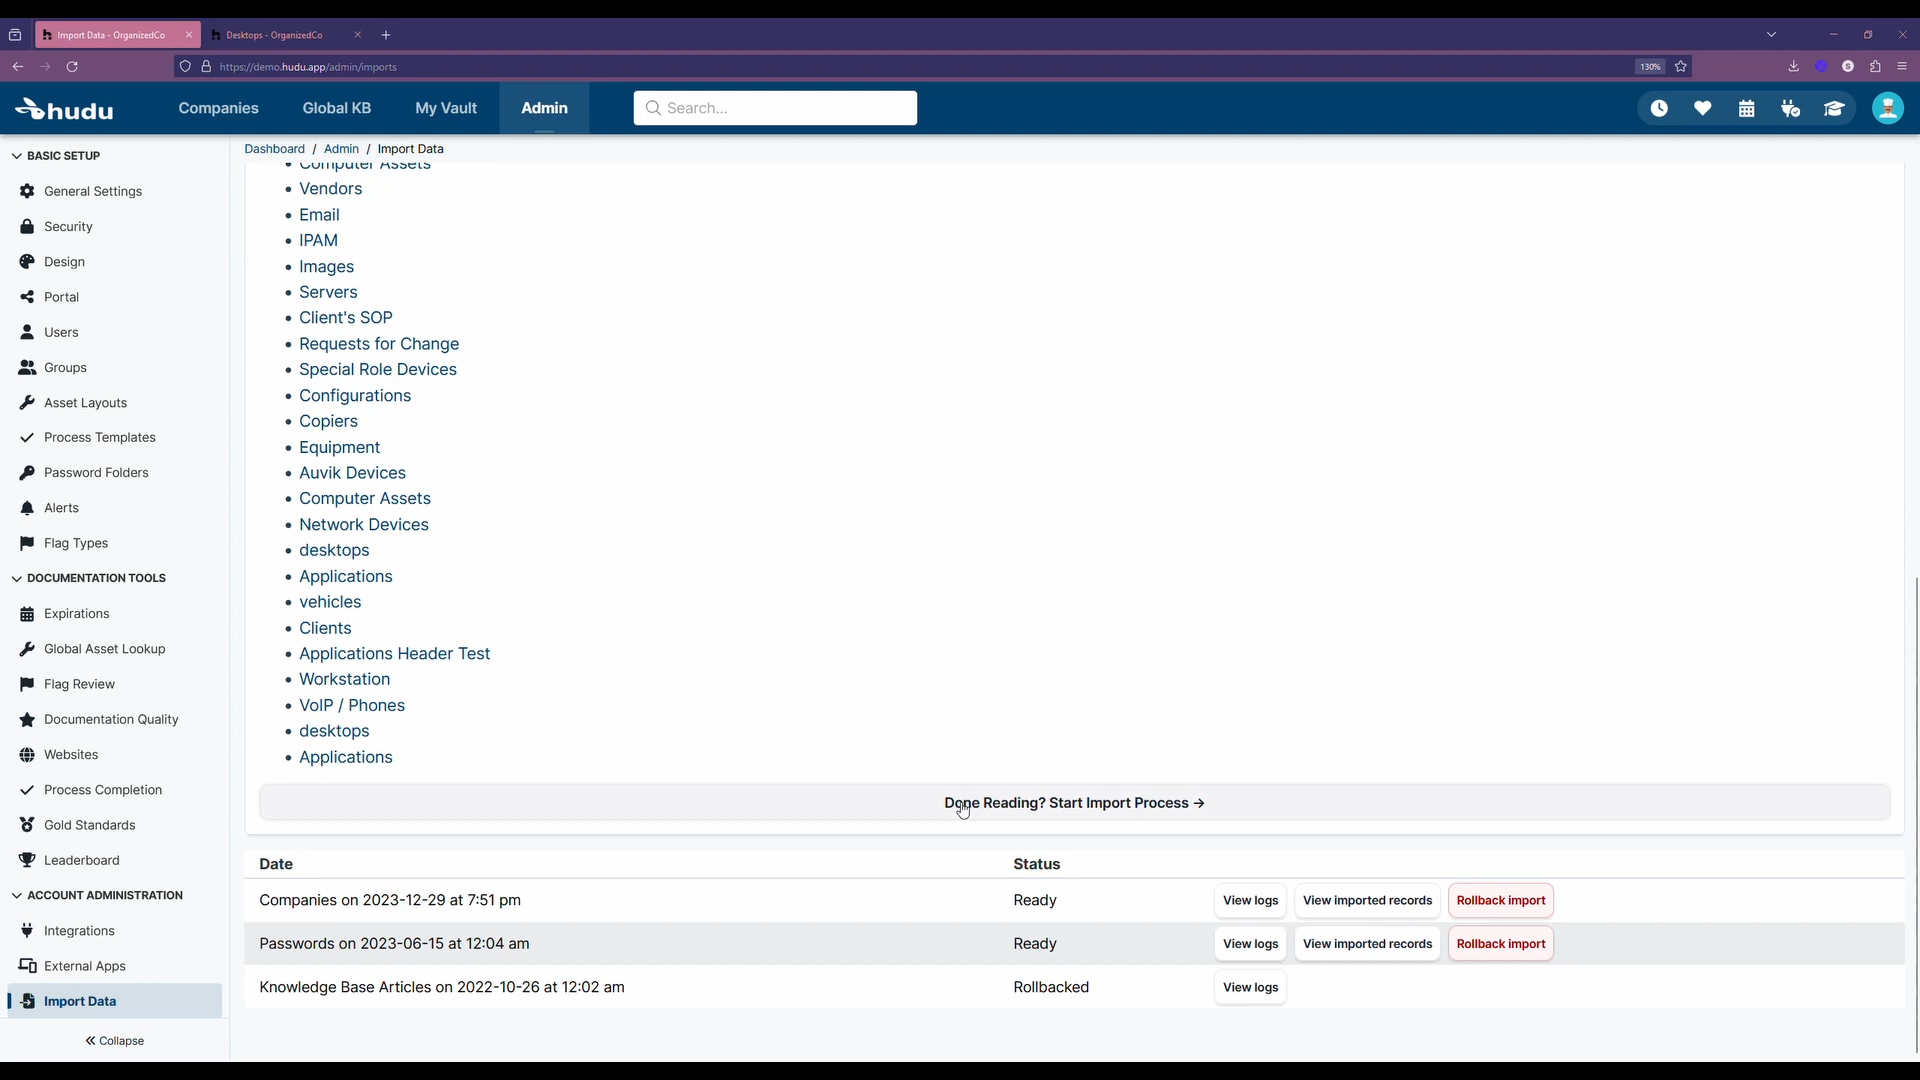 Import Data - OrganizedCo
Desktops - OrganizedCo
https://demo.hudu.app/admin/imports
130%
hudu
Companies
Global KB
My Vault
Admin
Search...
BASIC SETUP
General Settings
Security
Design
Portal
Users
Groups
Asset Layouts
Process Templates
Password Folders
Alerts
Flag Types
DOCUMENTATION TOOLS
Expirations
Global Asset Lookup
Flag Review
Documentation Quality
Websites
Process Completion
Gold Standards
Leaderboard
ACCOUNT ADMINISTRATION
Integrations
External Apps
Import Data
Collapse
Dashboard / Admin / Import Data
Computer Assets
Vendors
Email
IPAM
Images
Servers
Client's SOP
Requests for Change
Special Role Devices
Configurations
Copiers
Equipment
Auvik Devices
Computer Assets
Network Devices
desktops
Applications
vehicles
Clients
Applications Header Test
Workstation
VoIP / Phones
desktops
Applications
Done Reading? Start Import Process →
Date Status
Companies on 2023-12-29 at 7:51 pm Ready View logs View imported records Rollback import
Passwords on 2023-06-15 at 12:04 am Ready View logs View imported records Rollback import
Knowledge Base Articles on 2022-10-26 at 12:02 am Rollbacked View logs